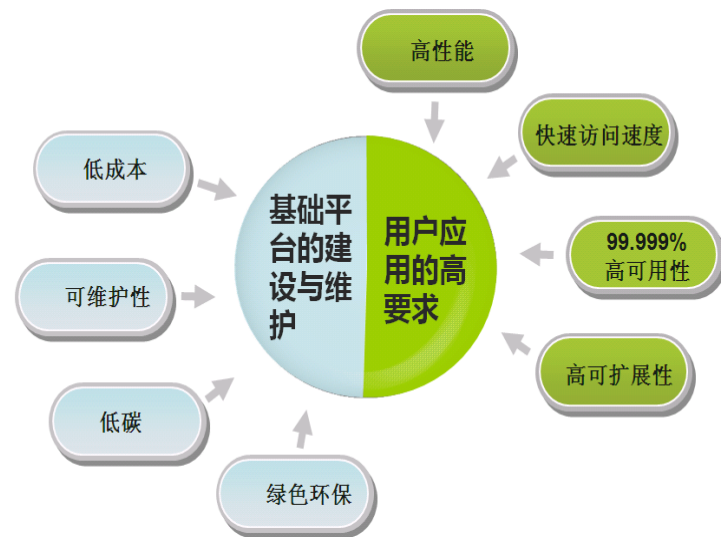 高性能
快速访问速度
低成本
基础平
台的建
设与维
护
用户应
用的高
要求
99.999%
高可用性
可维护性
高可扩展性
低碳
绿色环保